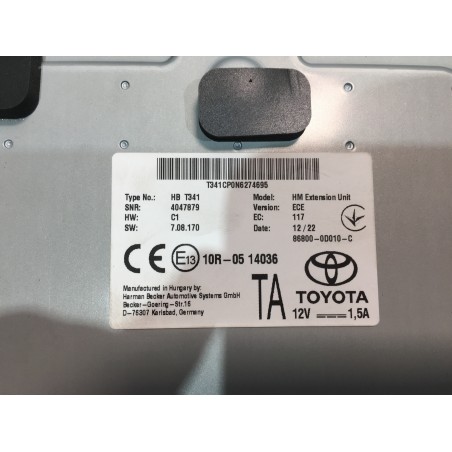 T341CP0N6274695
Type No.: HB T341 Model: HM Extension Unit
SNR: 4047879 Version: ECE
HW: C1 EC: 117
SW: 7.08.170 Date: 12/22
86800-0D010-C
CE E13 10R-05 14036
Manufactured in Hungary by:
Harman Becker Automotive Systems GmbH
Becker-Goering-Str.16
D-76307 Karlsbad, Germany
TA
TOYOTA
12V 1,5A